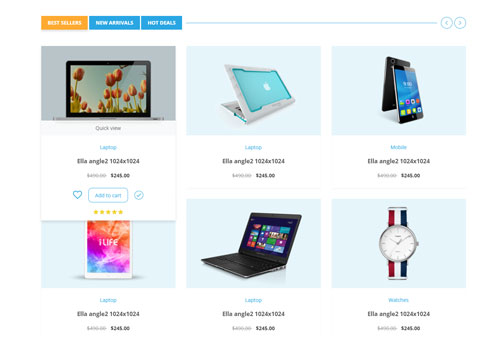 BEST SELLERS NEW ARRIVALS HOT DEALS
Quick view
Laptop Laptop Mobile
Ella angle2 1024x1024 Ella angle2 1024x1024 Ella angle2 1024x1024
$490.00 $245.00 $490.00 $245.00 $490.00 $245.00
Add to cart
i LIFE
Laptop Laptop Watches
Ella angle2 1024x1024 Ella angle2 1024x1024 Ella angle2 1024x1024
$490.00 $245.00 $490.00 $245.00 $490.00 $245.00